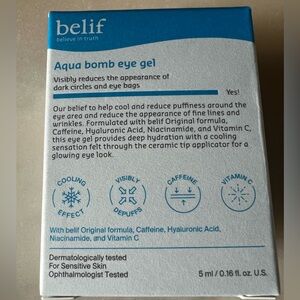 belif
believe in truth
Aqua bomb eye gel
Visibly reduces the appearance of
dark circles and eye bags
Yes!
Our belief to help cool and reduce puffiness around the
eye area and reduce the appearance of fine lines and
wrinkles. Formulated with belif Original formula,
Caffeine, Hyaluronic Acid, Niacinamide, and Vitamin C,
this eye gel provides deep hydration with a cooling
sensation felt through the ceramic tip applicator for a
glowing eye look.
COOLING
EFFECT
VISIBLY
DEPUFFS
CAFFEINE
VITAMIN C
With belif Original Formula, Caffeine, Hyaluronic Acid,
Niacinamide, and Vitamin C
Dermatologically tested
For Sensitive Skin
Ophthalmologist Tested
5 ml / 0.16 fl. oz. U.S.